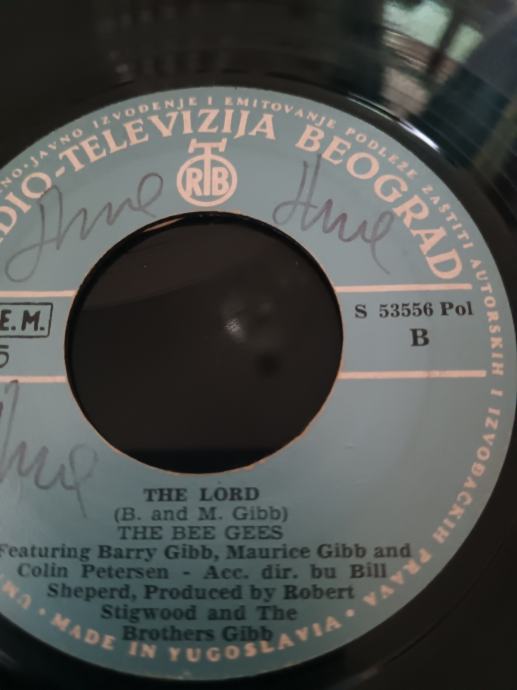 NO·JAVNO IZVOĐENJE I EMITOVANJE PODLEŽE ZAŠTITI AUTORSKIH I IZVOĐAČKIH PRAVA
DIO-TELEVIZIJA BEOGRAD
RTB
E. M.
5
S 53556 Pol
B
THE LORD
(B. and M. Gibb)
THE BEE GEES
Featuring Barry Gibb, Maurice Gibb and
Colin Petersen - Acc. dir. bu Bill
Sheperd, Produced by Robert
Stigwood and The
Brothers Gibb
MADE IN YUGOSLAVIA